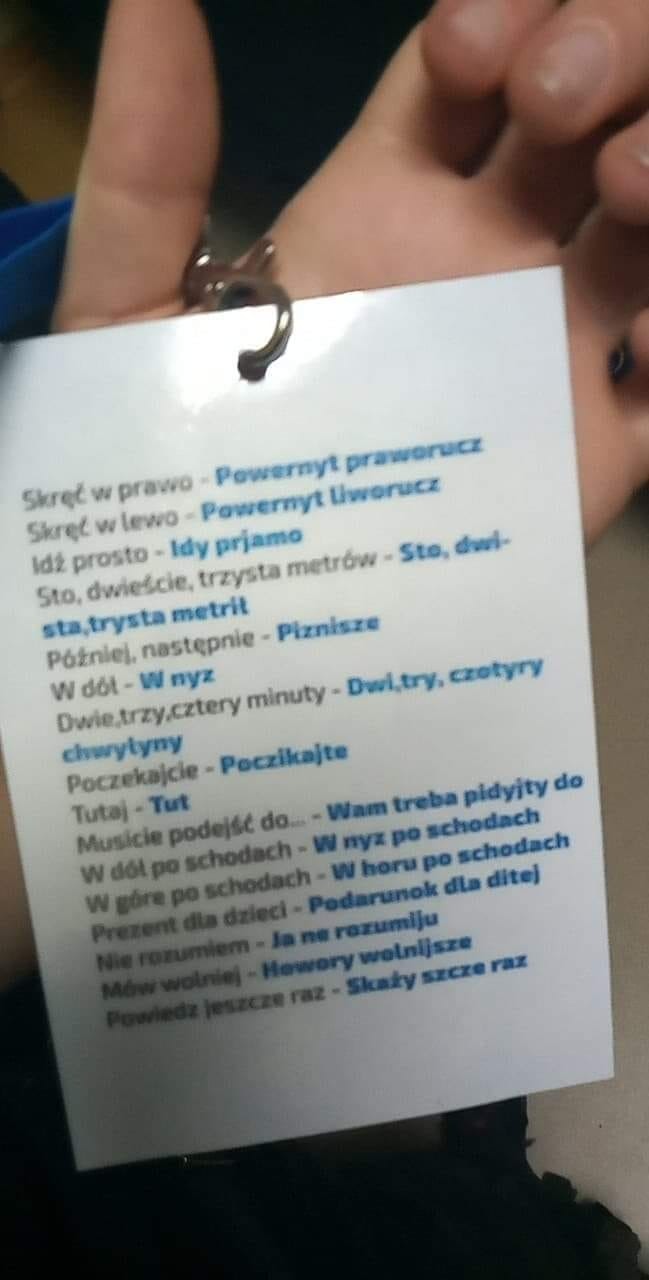 Skręć w prawo - Powernyt praworucz
Skręć w lewo - Powernyt liworucz
Idź prosto - Idy prjamo
Sto, dwieście, trzysta metrów - Sto, dwi-
sta,trysta metrił
Później, następnie - Piznisze
W dół - W nyz
Dwie,trzy,cztery minuty - Dwi,try, czotyry
chwyłyny
Poczekajcie - Poczikajte
Tutaj - Tut
Musicie podejść do... - Wam treba pidyjty do
W dół po schodach - W nyz po schodach
W góre po schodach - W horu po schodach
Prezent dla dzieci - Podarunok dla ditej
Nie rozumiem - Ja ne rozumiju
Mów wolniej - Howory wolnijsze
Powiedz jeszcze raz - Skaży szcze raz